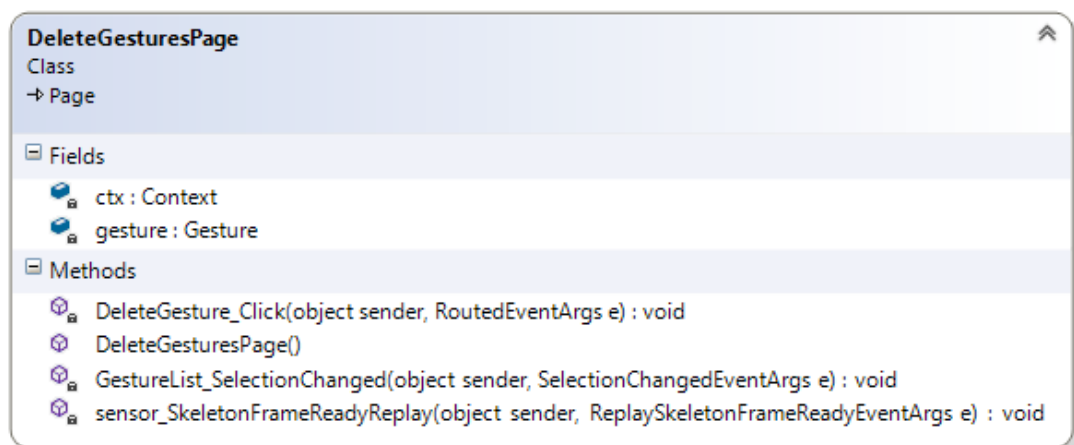 DeleteGesturesPage
Class
Page
Fields
ctx : Context
gesture : Gesture
Methods
DeleteGesture_Click(object sender, RoutedEventArgs e) : void
DeleteGesturesPage()
GestureList_SelectionChanged(object sender, SelectionChangedEventArgs e) : void
sensor_SkeletonFrameReadyReplay(object sender, ReplaySkeletonFrameReadyEventArgs e) : void